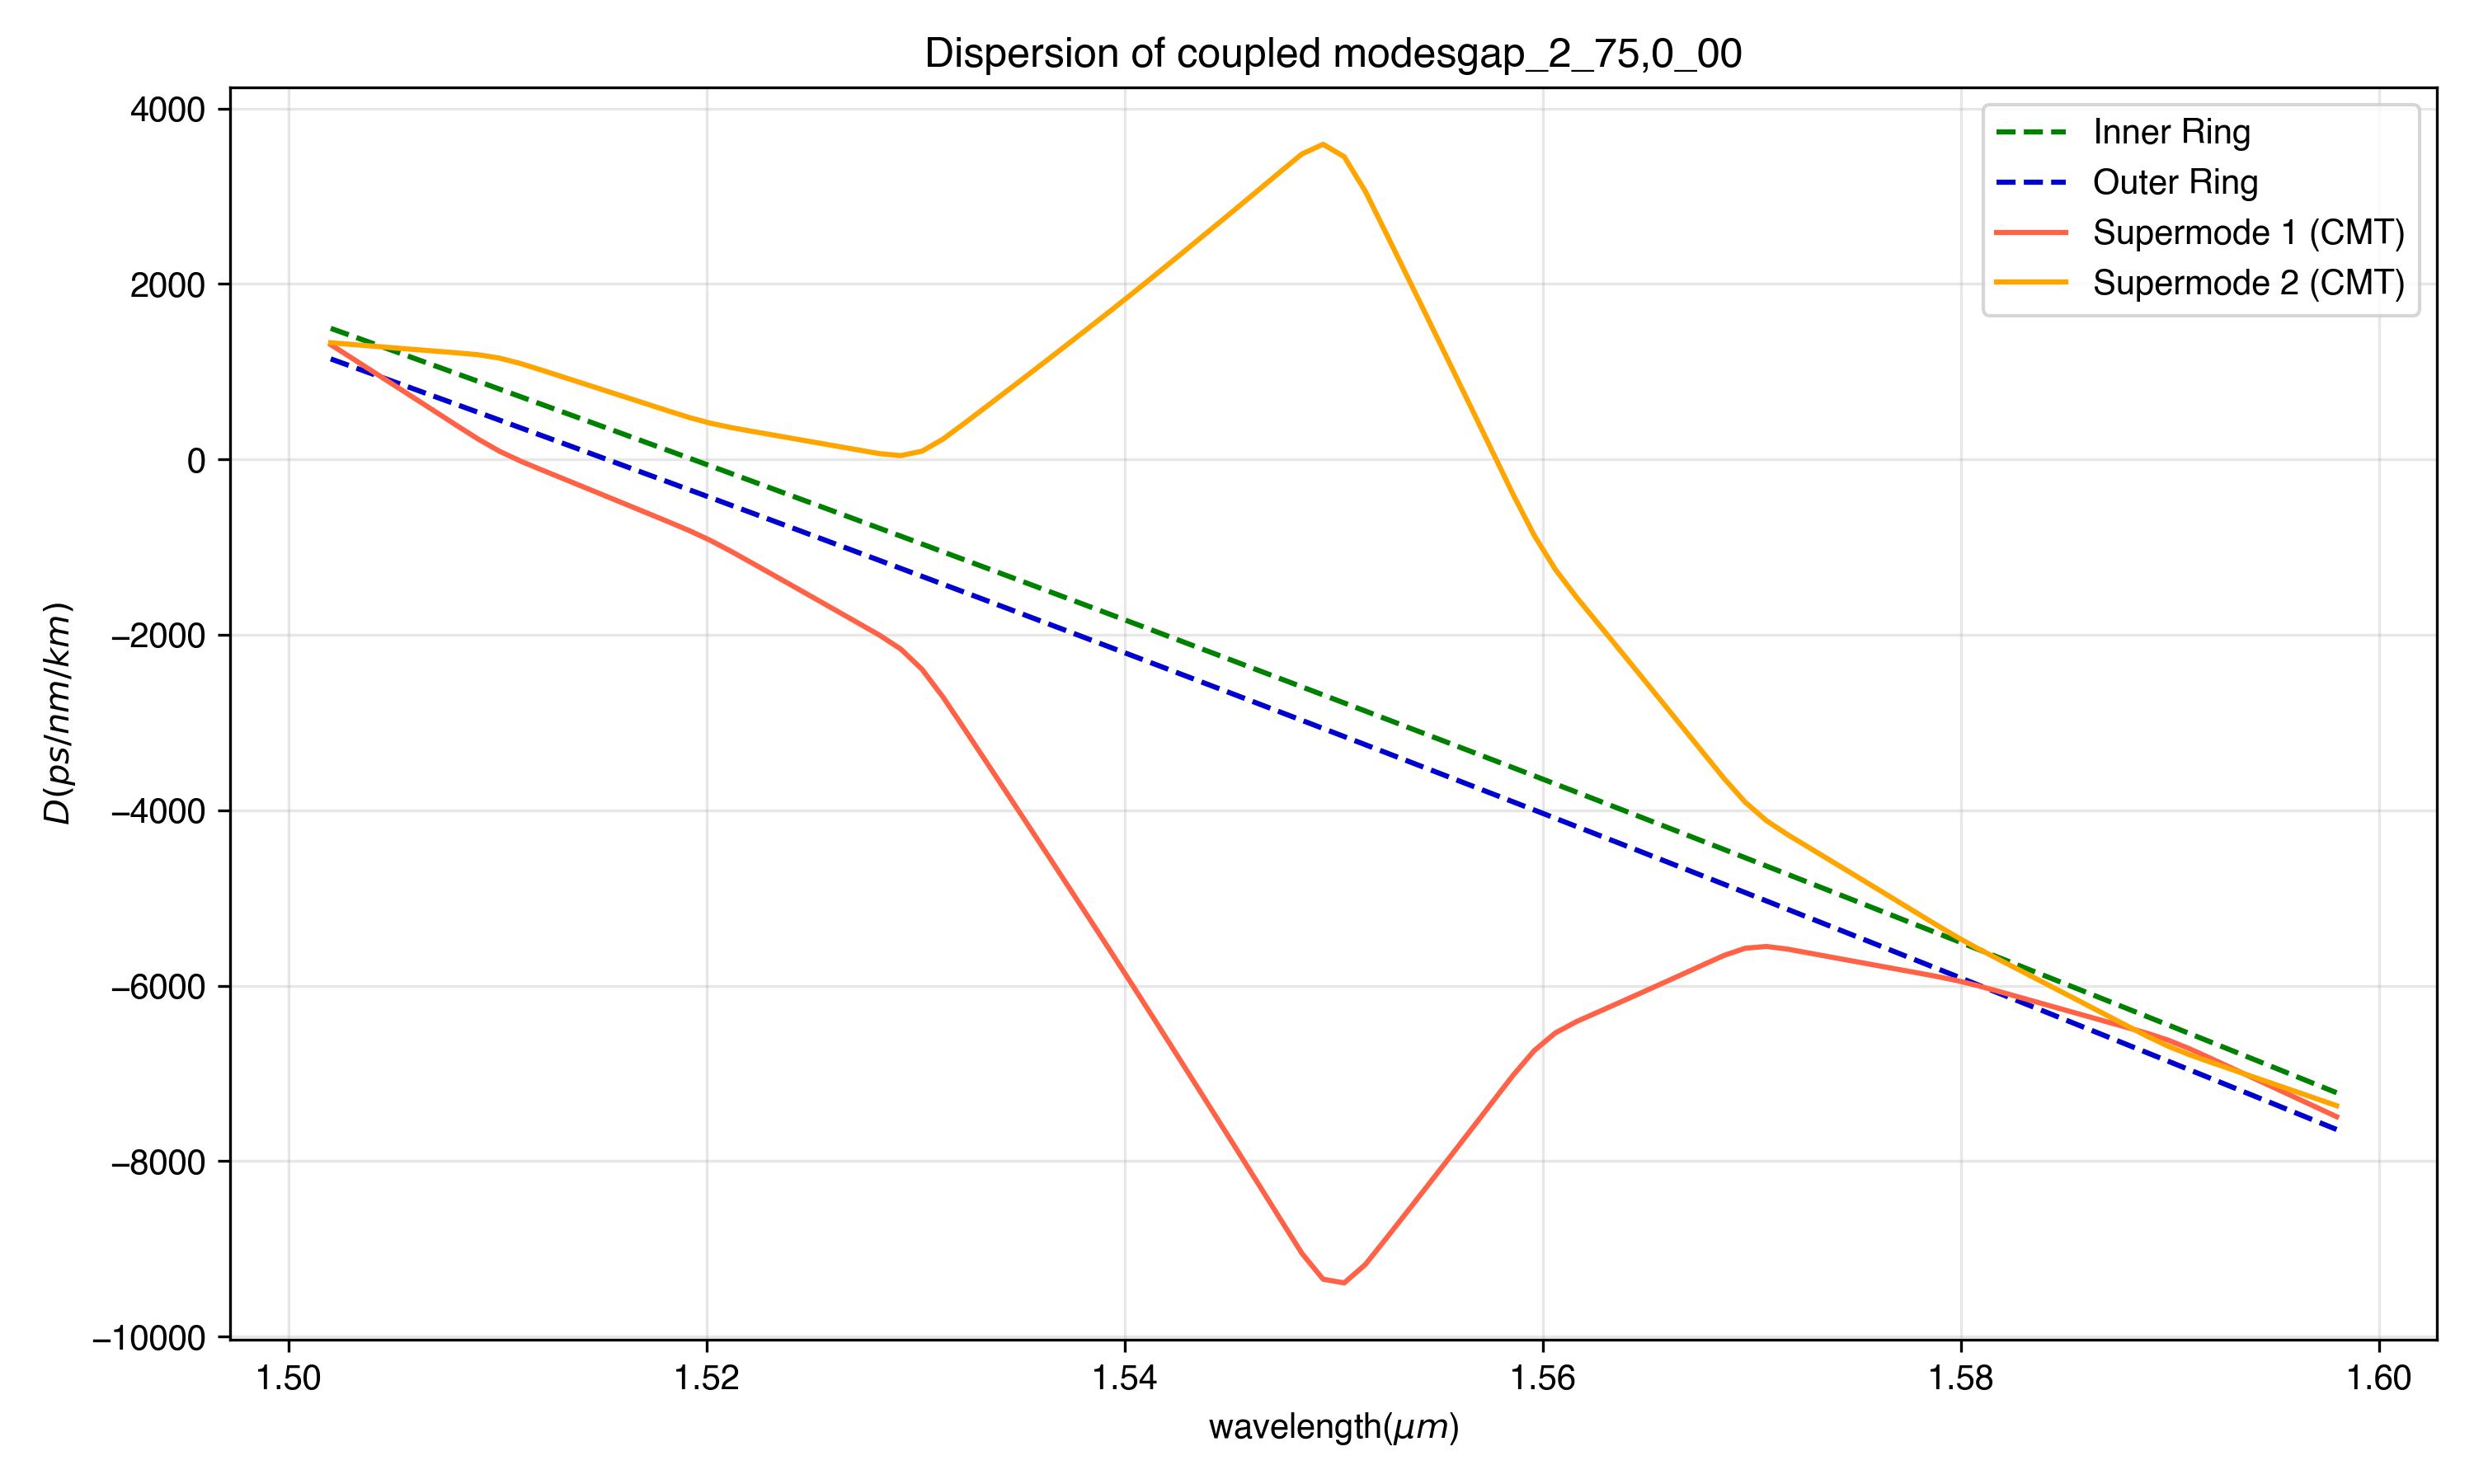 Dispersion of coupled modesgap_2_75,0_00
4000
2000
0
−2000
−4000
−6000
−8000
−10000
D(ps/nm/km)
Inner Ring
Outer Ring
Supermode 1 (CMT)
Supermode 2 (CMT)
1.50 1.52 1.54 1.56 1.58 1.60
wavelength(μm)